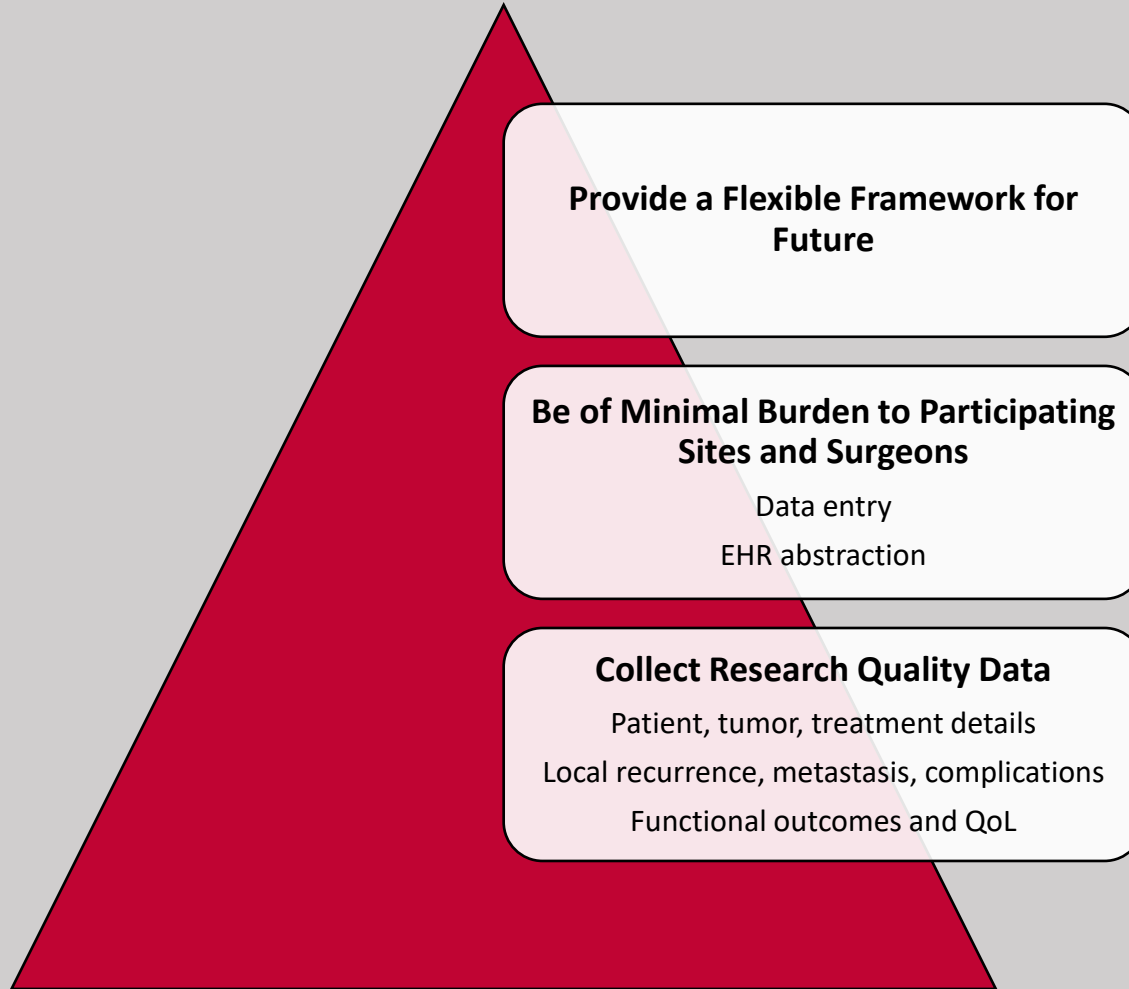 Provide a Flexible Framework for
Future
Be of Minimal Burden to Participating
Sites and Surgeons
Data entry
EHR abstraction
Collect Research Quality Data
Patient, tumor, treatment details
Local recurrence, metastasis, complications
Functional outcomes and QoL